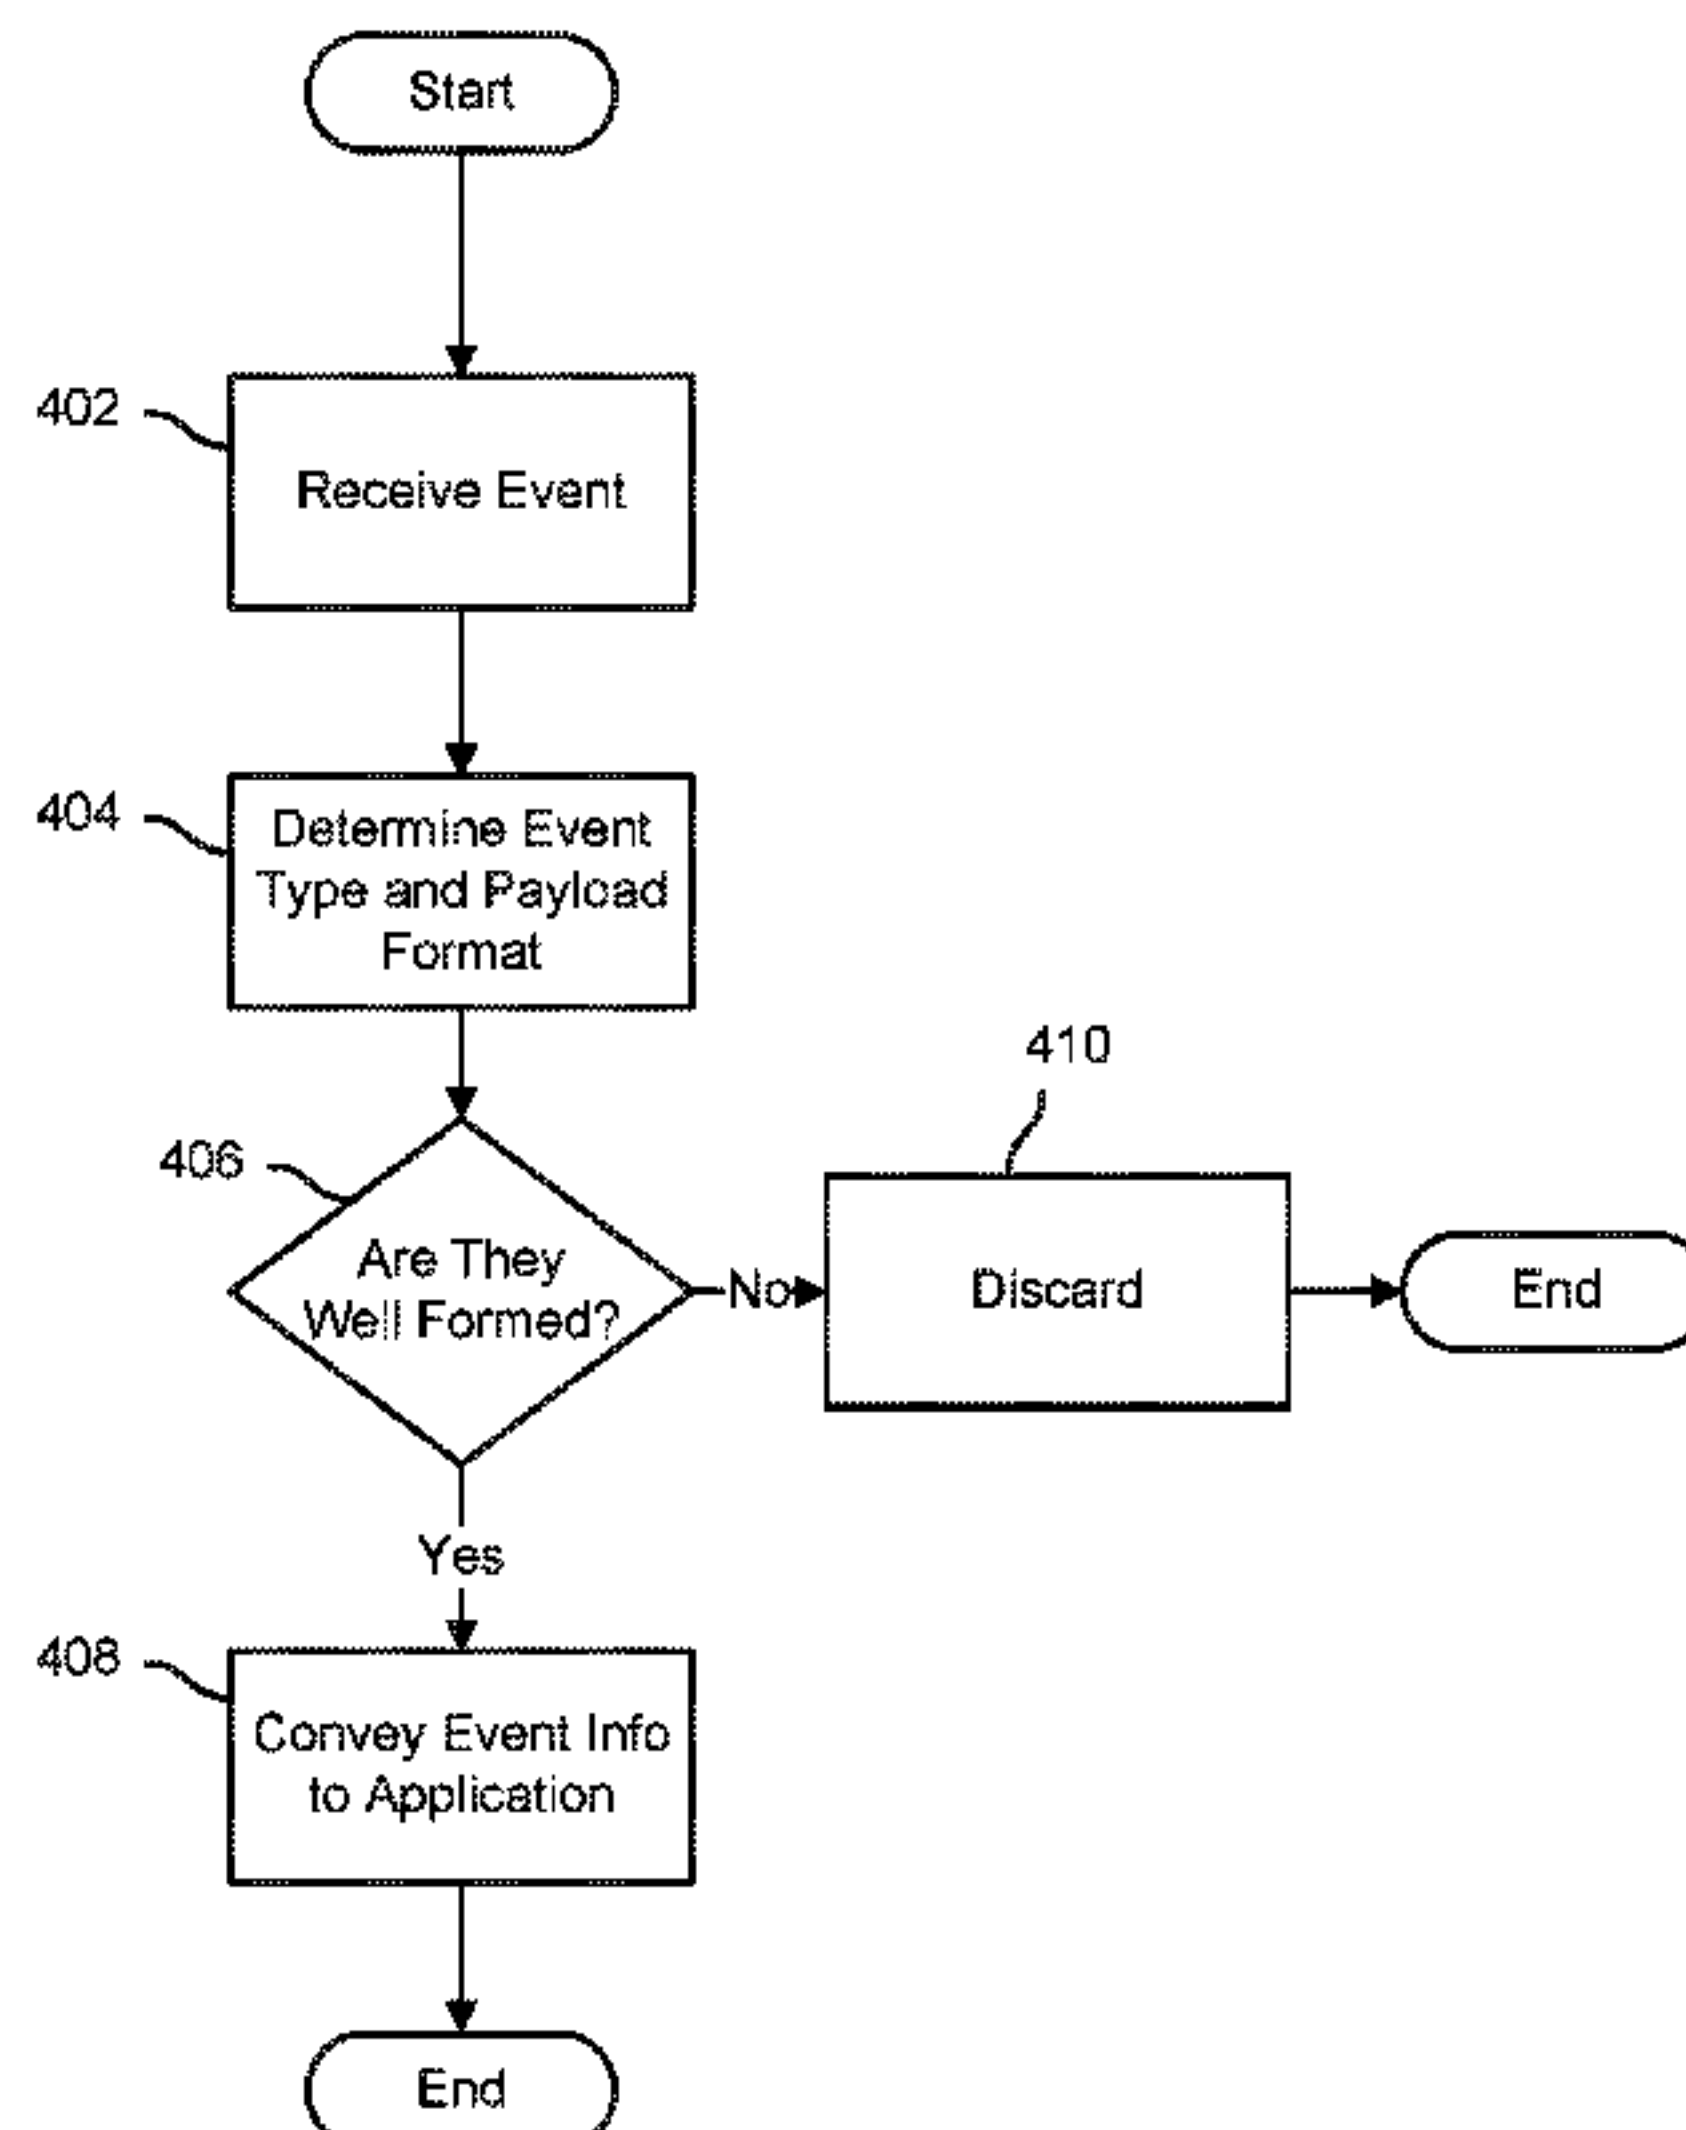 Start
402
Receive Event
404
Determine Event
Type and Payload
Format
410
406
Are They
Well Formed?
No
Discard
End
Yes
408
Convey Event Info
to Application
End